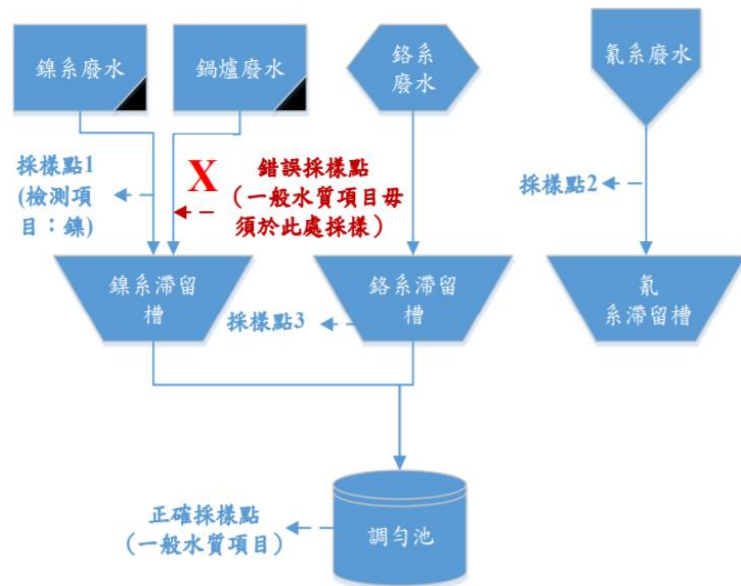 鎳系廢水
鍋爐廢水
鉻系
廢水
氰系廢水
採樣點1
(檢測項
目：鎳)
X
錯誤採樣點
（一般水質項目毋
須於此處採樣）
採樣點2
鎳系滯留
槽
鉻系滯留
槽
氰
系滯留槽
採樣點3
正確採樣點
（一般水質項目）
調勻池